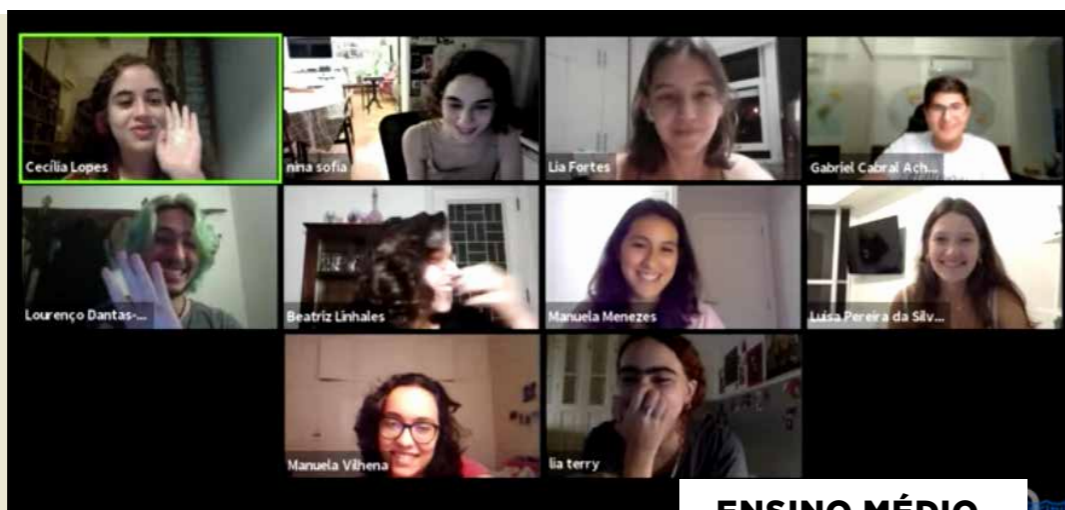 Cecília Lopes
nina sofia
Lia Fortes
Gabriel Cabral Ach...
Lourenço Dantas-...
Beatriz Linhales
Manuela Menezes
Luisa Pereira da Silv...
Manuela Vilhena
lia terry
ENSINO MÉDIO